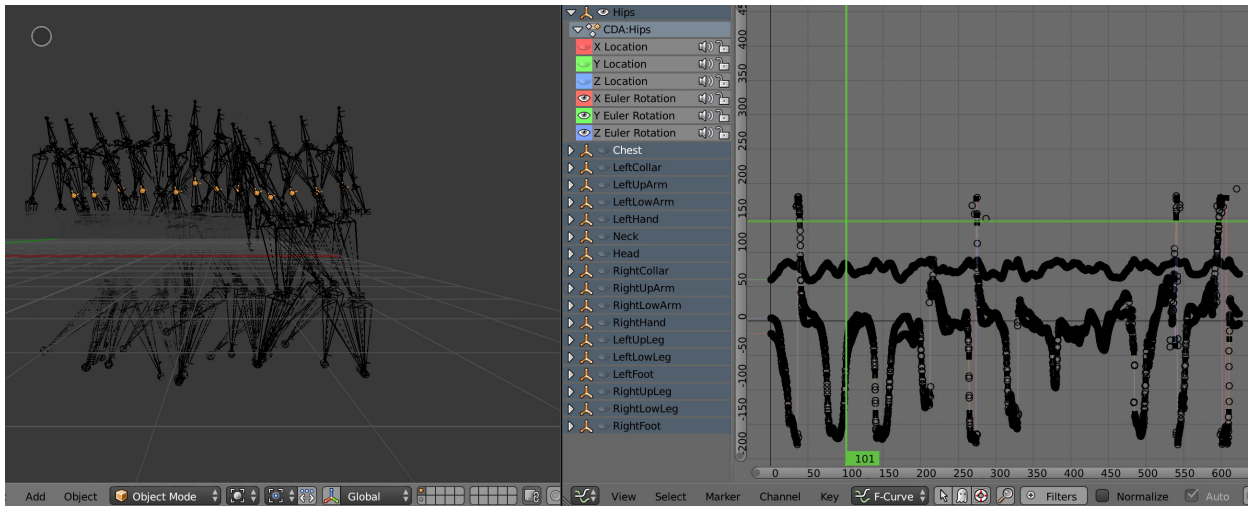 Hips
CDA:Hips
X Location
Y Location
Z Location
X Euler Rotation
Y Euler Rotation
Z Euler Rotation
Chest
LeftCollar
LeftUpArm
LeftLowArm
LeftHand
Neck
Head
RightCollar
RightUpArm
RightLowArm
RightHand
LeftUpLeg
LeftLowLeg
LeftFoot
RightUpLeg
RightLowLeg
RightFoot
400
350
300
250
200
150
100
50
0
-50
-100
-150
-200
101
0 50 100 150 200 250 300 350 400 450 500 550 600
Add Object Object Mode Global
View Select Marker Channel Key F-Curve Filters Normalize Auto